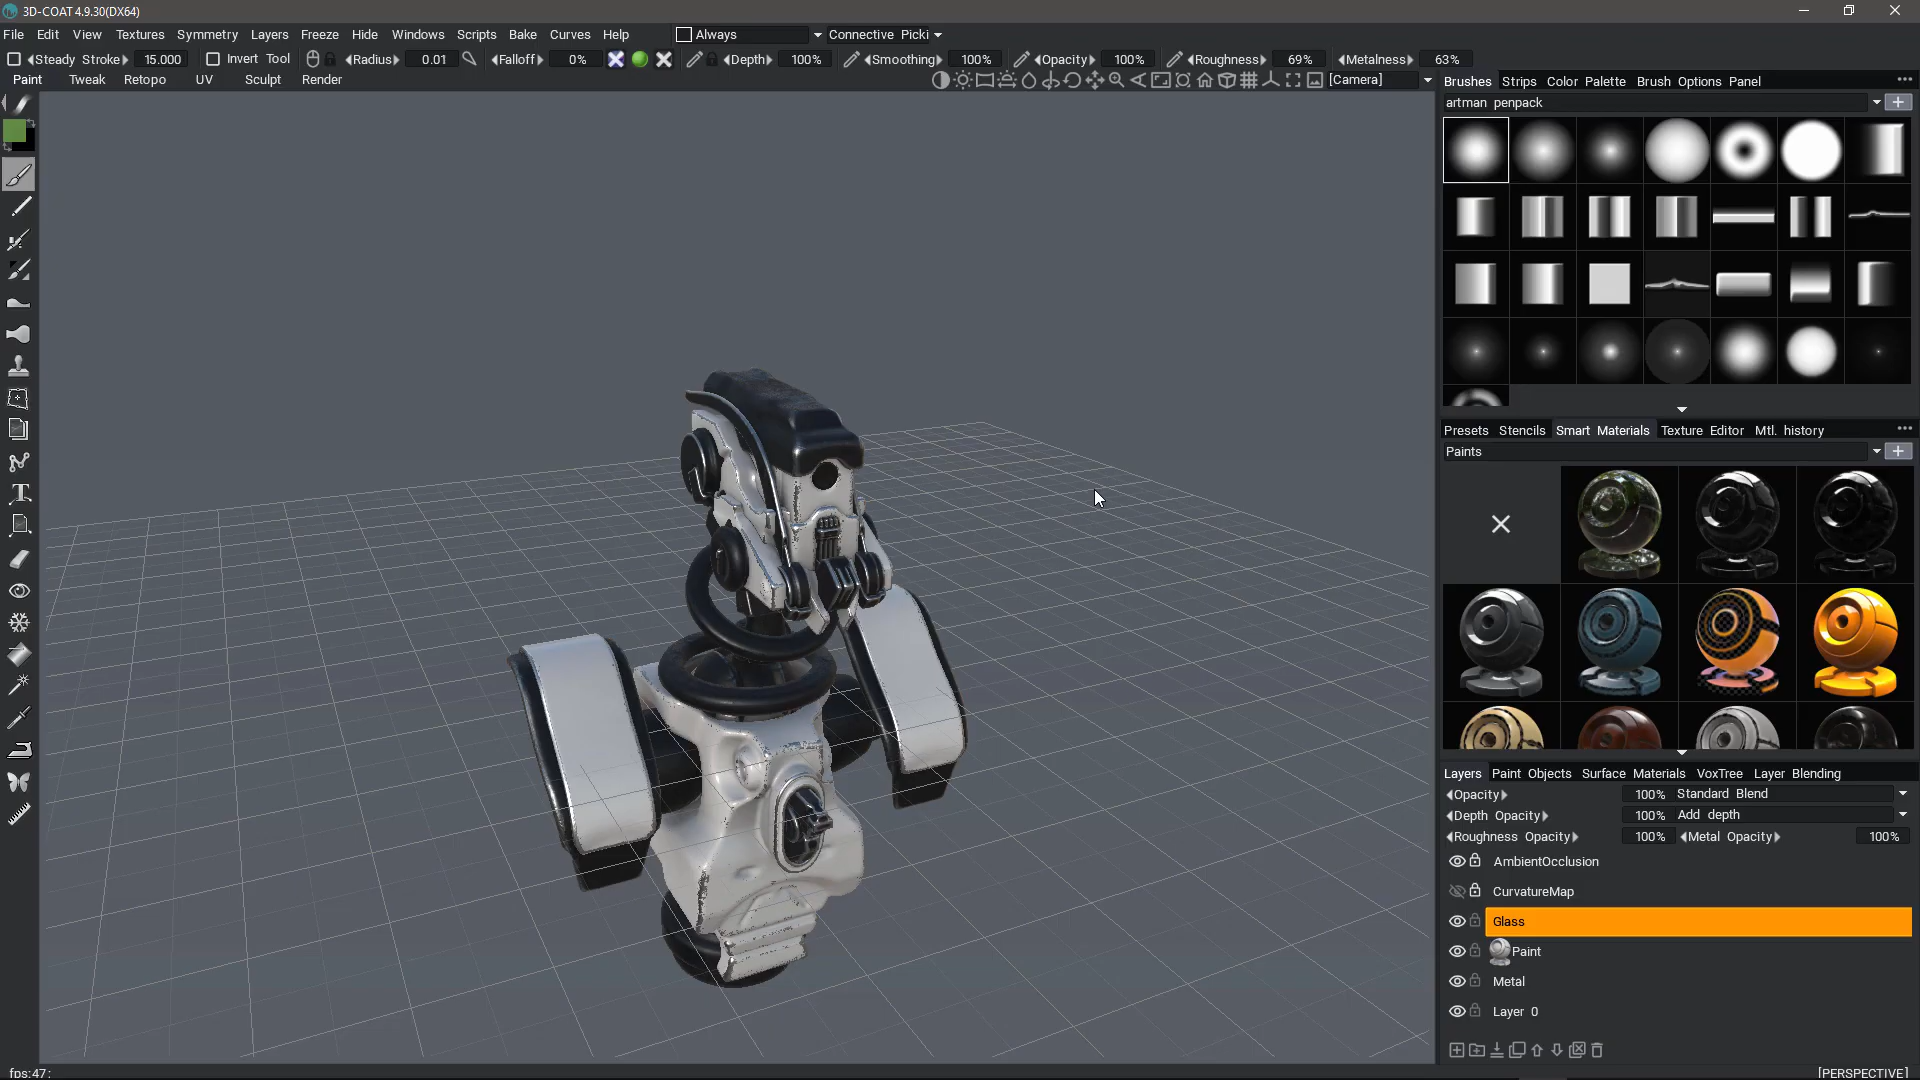 3D-COAT 4.9.30(DX64)
File Edit View Textures Symmetry Layers Freeze Hide Windows Scripts Bake Curves Help Always Connective Picki
Steady Stroke 15.000 Invert Tool Radius 0.01 Falloff 0% Depth 100% Smoothing 100% Opacity 100% Roughness 69% Metalness 63%
Paint Tweak Retopo UV Sculpt Render [Camera]
Brushes Strips Color Palette Brush Options Panel
artman penpack
Presets Stencils Smart Materials Texture Editor Mtl. history
Paints
Layers Paint Objects Surface Materials VoxTree Layer Blending
Opacity 100% Standard Blend
Depth Opacity 100% Add depth
Roughness Opacity 100% Metal Opacity 100%
AmbientOcclusion
CurvatureMap
Glass
Paint
Metal
Layer 0
fps:47: [PERSPECTIVE]